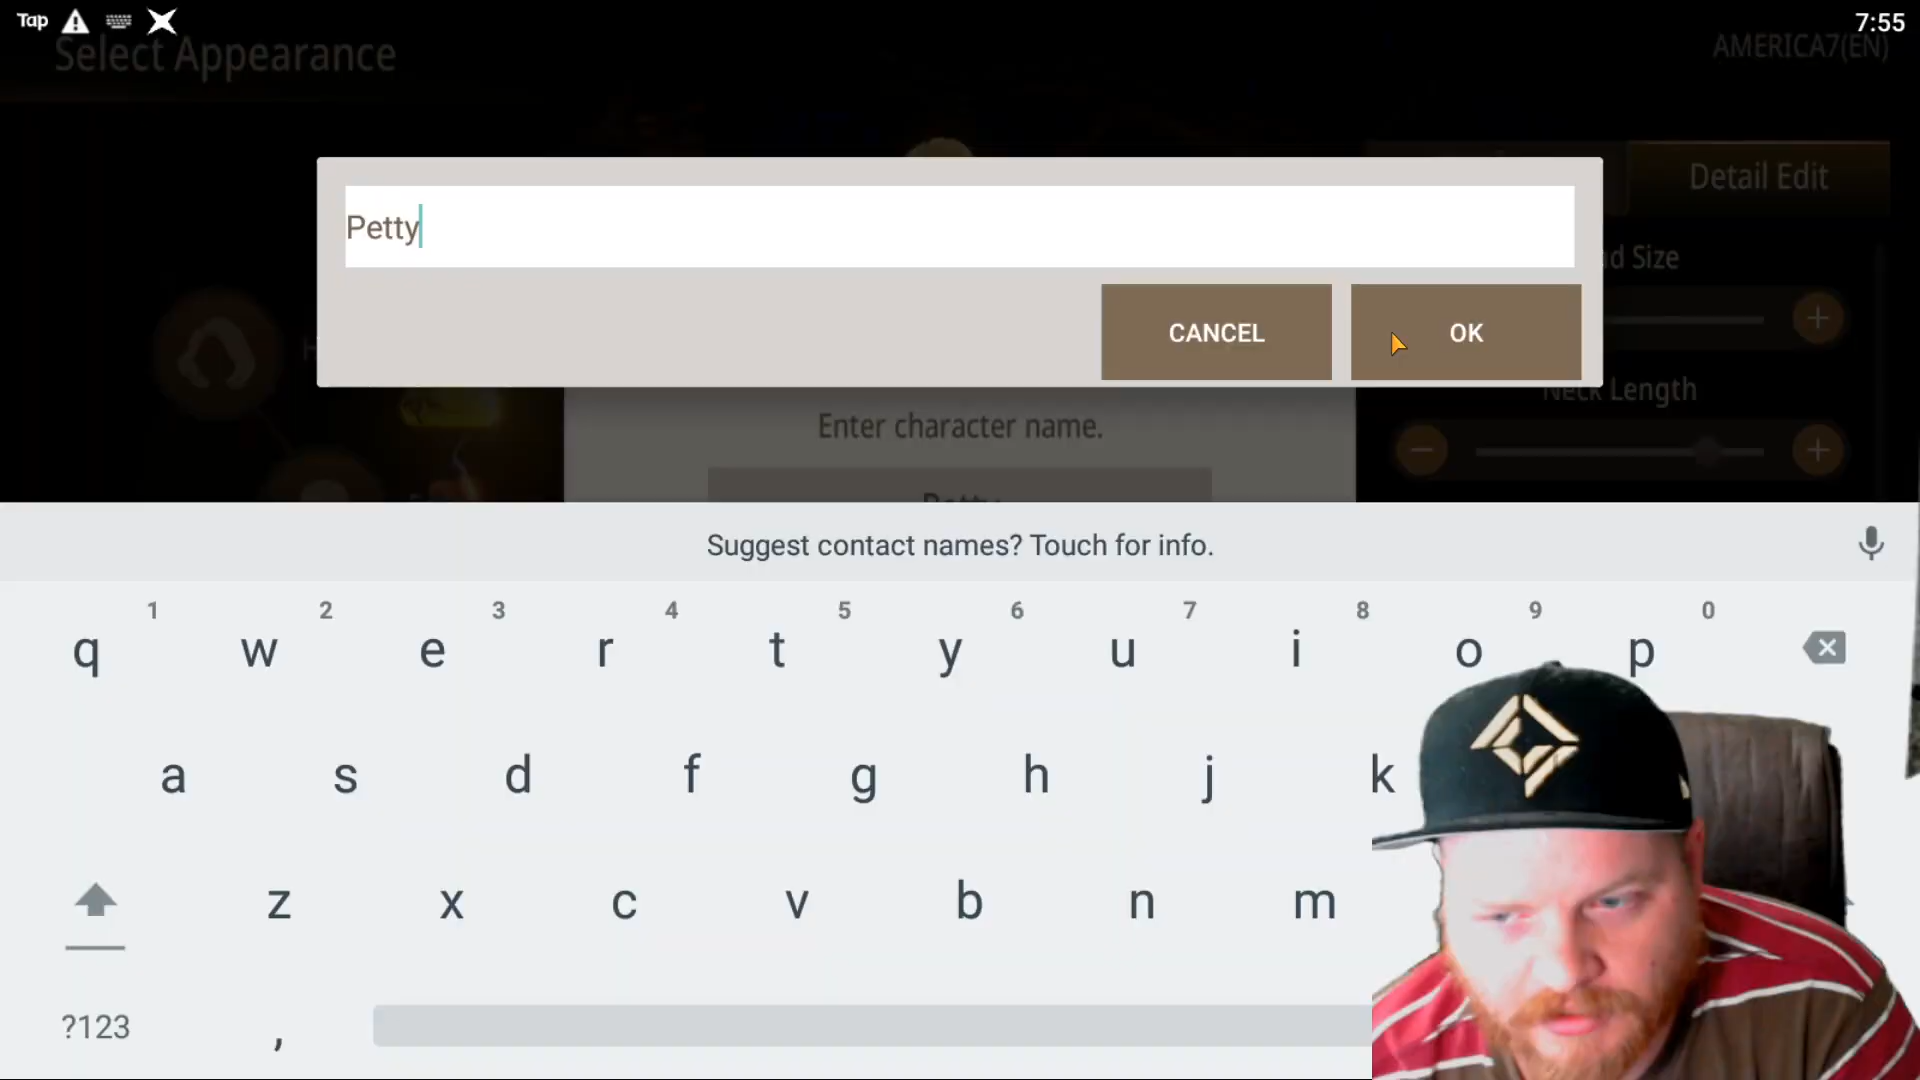 Tap
7:55
Select Appearance
AMERICA7(EN)
Detail Edit
Petty
CANCEL
OK
Size
Neck Length
Enter character name.
Petty
Suggest contact names? Touch for info.
1 2 3 4 5 6 7 8 9 0
q w e r t y u i o p
a s d f g h j k
z x c v b n m
?123 ,